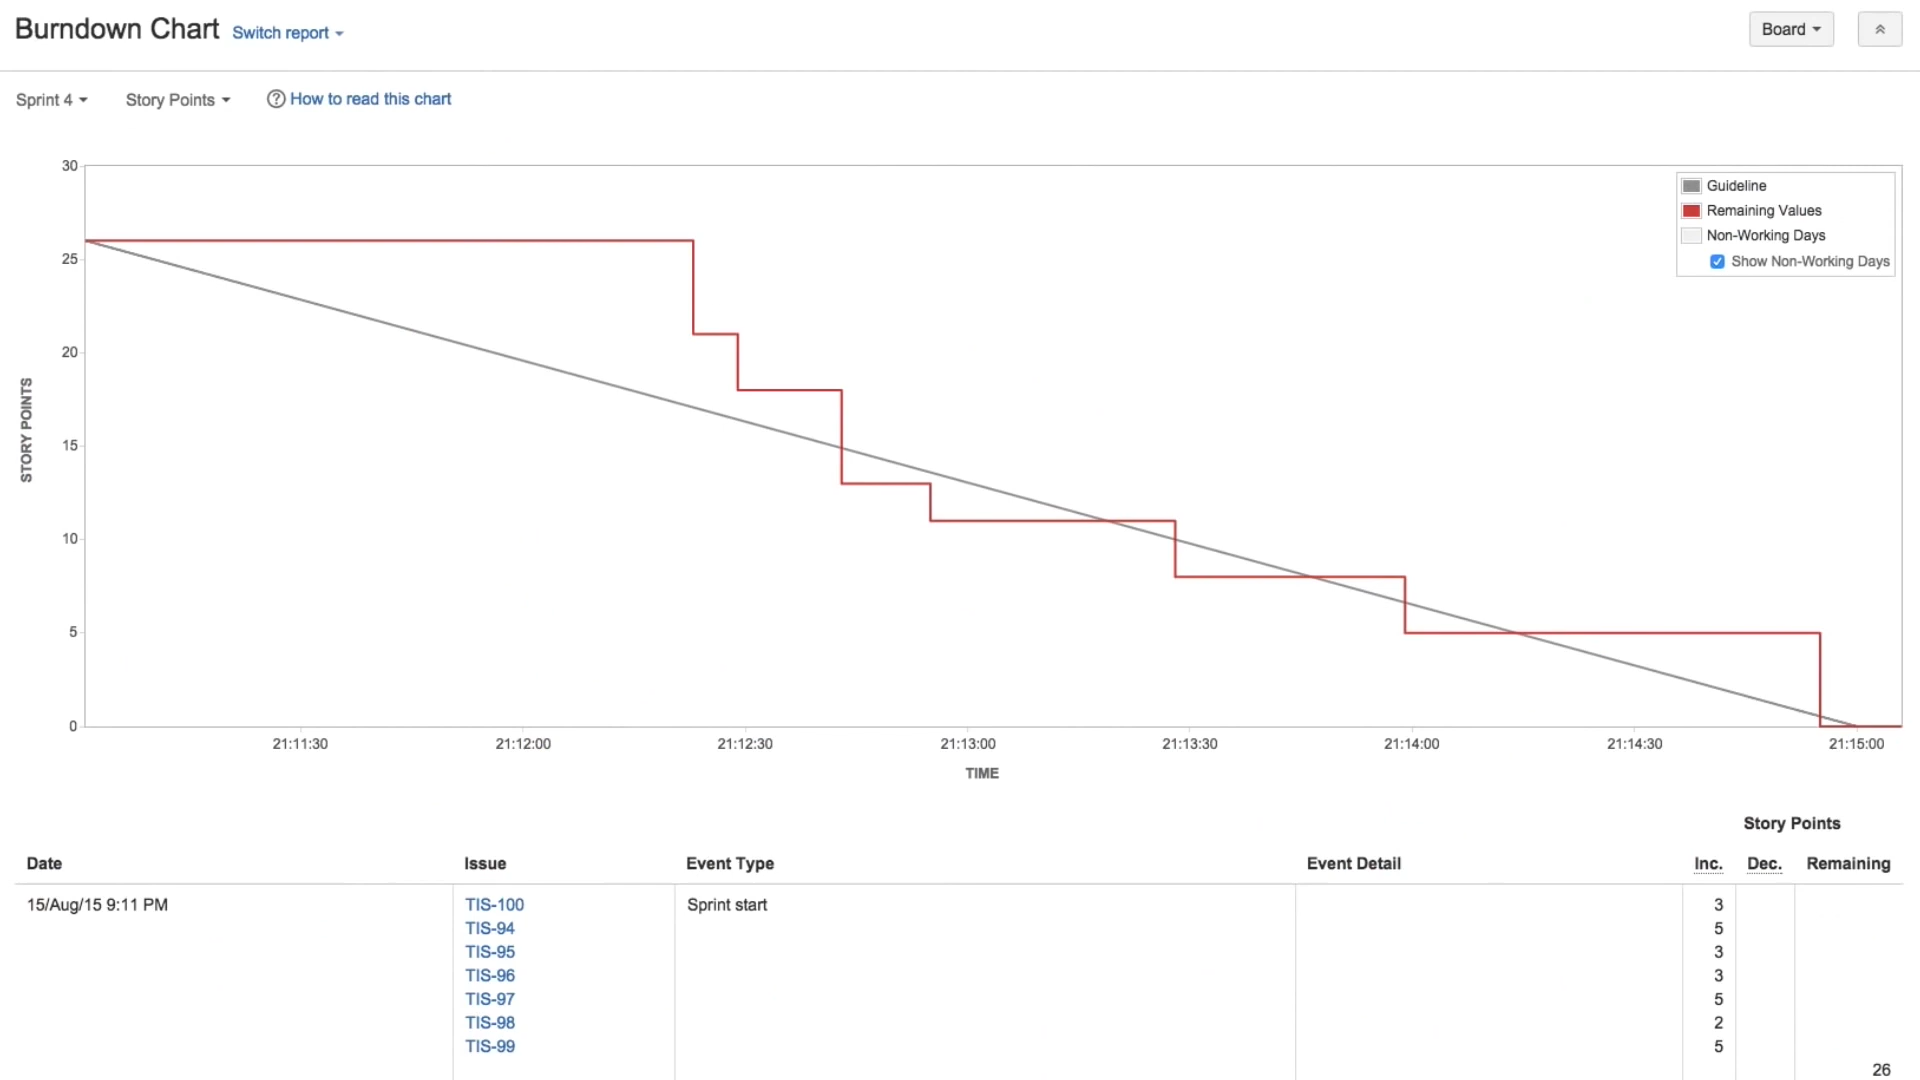 Burndown Chart Switch report
Board
Sprint 4 Story Points ? How to read this chart
30
25
20
15
10
5
0
STORY POINTS
Guideline
Remaining Values
Non-Working Days
Show Non-Working Days
21:11:30 21:12:00 21:12:30 21:13:00 21:13:30 21:14:00 21:14:30 21:15:00
TIME
Story Points
Date Issue Event Type Event Detail Inc. Dec. Remaining
15/Aug/15 9:11 PM TIS-100 Sprint start 3
TIS-94 5
TIS-95 3
TIS-96 3
TIS-97 5
TIS-98 2
TIS-99 5
26